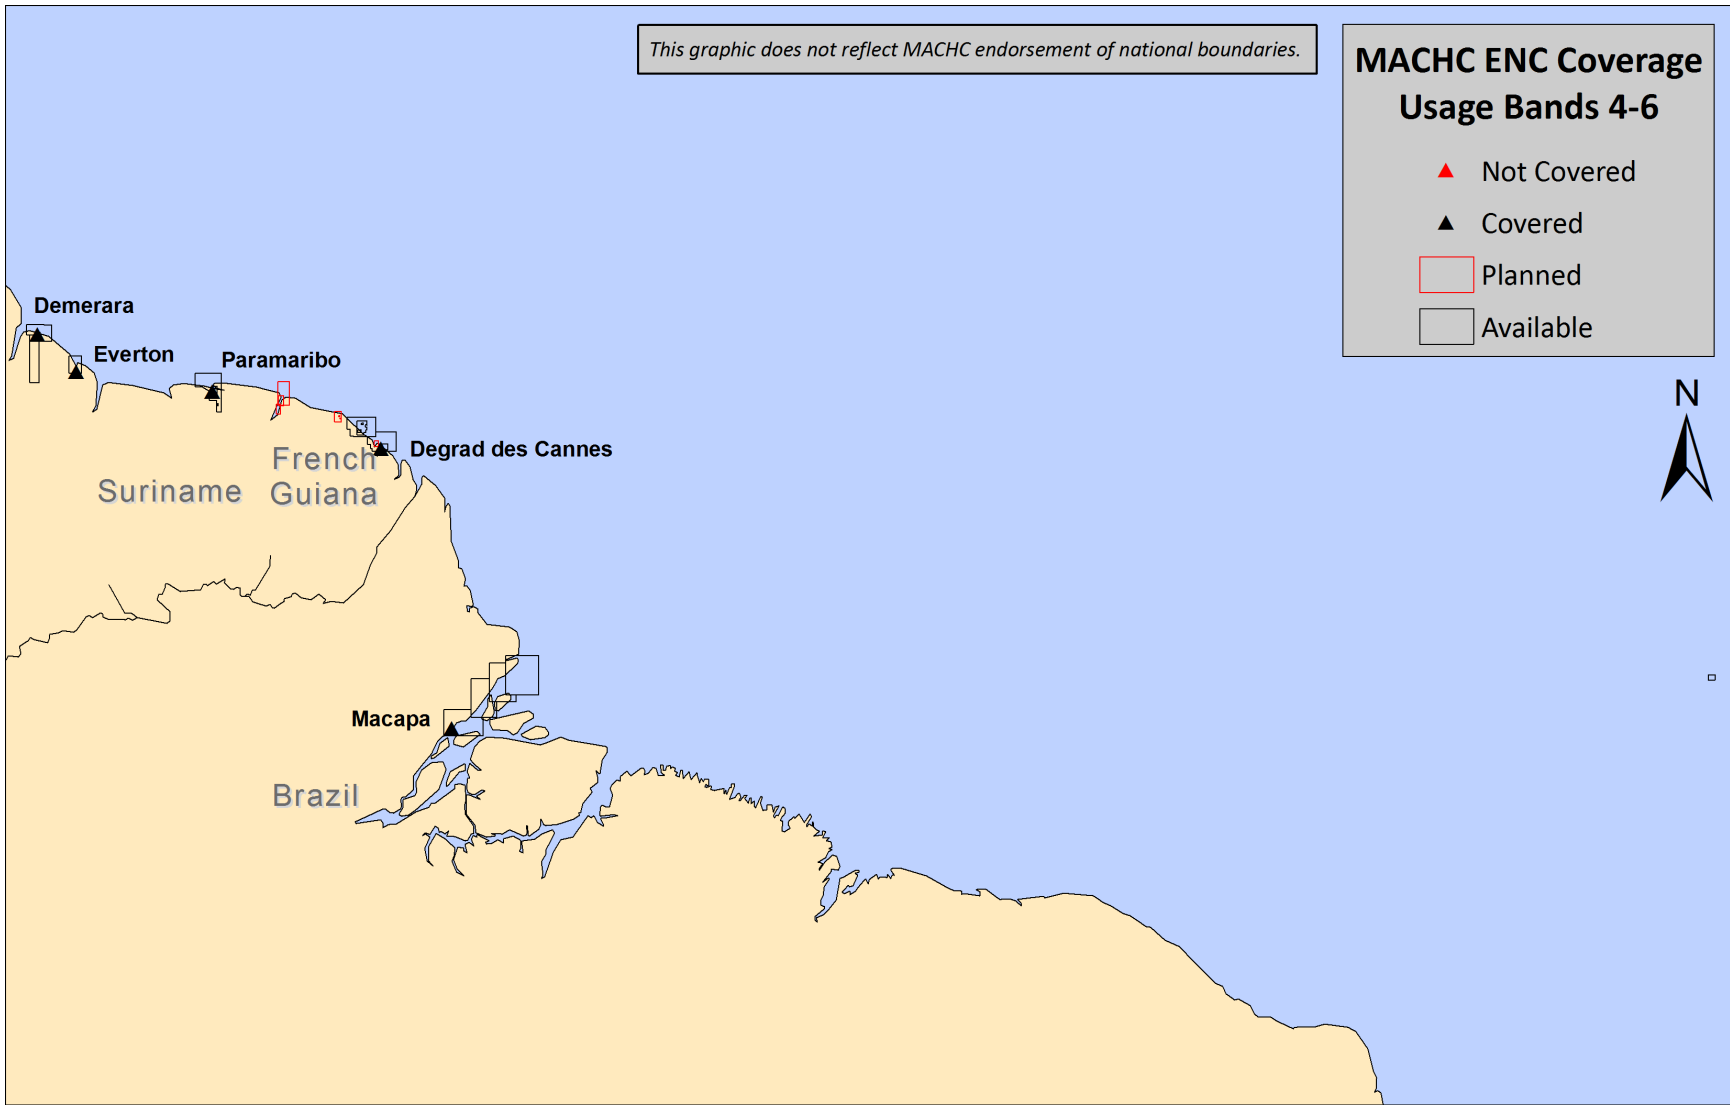 This graphic does not reflect MACHC endorsement of national boundaries.
MACHC ENC Coverage
Usage Bands 4-6
Not Covered
Covered
Planned
Available
N
Demerara
Everton
Paramaribo
Degrad des Cannes
French
Guiana
Suriname
Macapa
Brazil